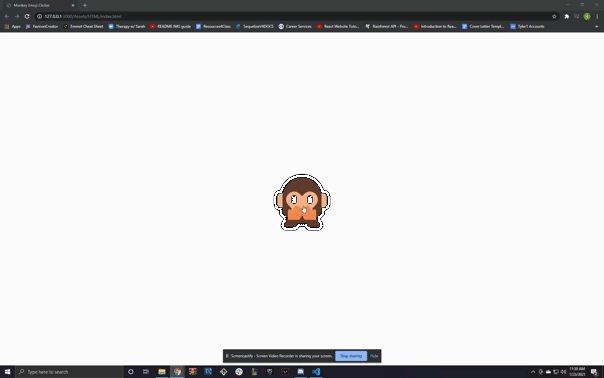 Monkey Emoji Clicker
127.0.0.1:3000/Assets/HTML/index.html
Apps FaviconCreator Emmet Cheat Sheet Therapy w/ Sarah README (MD) guide Resources4Class SequelizeMDOCS Career Services React Website Tuto... Rainforest API - Pro... Introduction to Rea... Cover Letter Templ... TylerY Accounts
Screencastify - Screen Video Recorder is sharing your screen. Stop sharing Hide
Type here to search
11:30 AM
1/23/2021